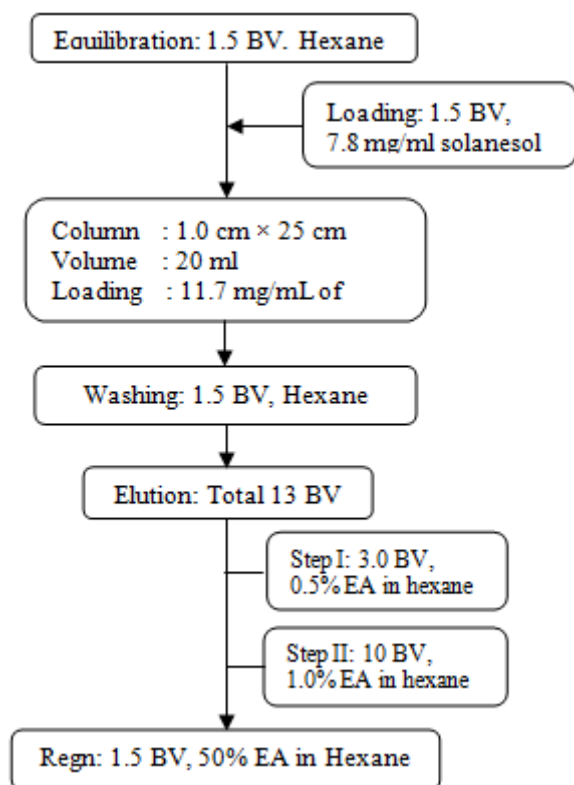 Equilibration: 1.5 BV. Hexane
Loading: 1.5 BV,
7.8 mg/ml solanesol
Column : 1.0 cm × 25 cm
Volume : 20 ml
Loading : 11.7 mg/mL of
Washing: 1.5 BV, Hexane
Elution: Total 13 BV
Step I: 3.0 BV,
0.5% EA in hexane
Step II: 10 BV,
1.0% EA in hexane
Regn: 1.5 BV, 50% EA in Hexane